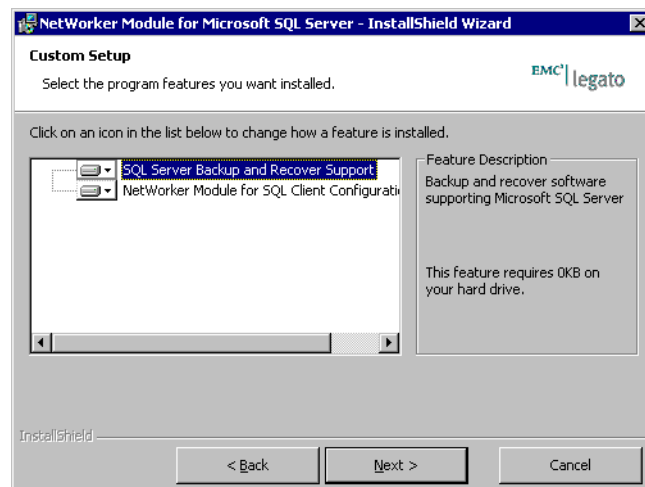 NetWorker Module for Microsoft SQL Server - InstallShield Wizard
Custom Setup
Select the program features you want installed.
EMC² legato
Click on an icon in the list below to change how a feature is installed.
SQL Server Backup and Recover Support
NetWorker Module for SQL Client Configurati
Feature Description
Backup and recover software
supporting Microsoft SQL Server
This feature requires 0KB on
your hard drive.
InstallShield
< Back
Next >
Cancel